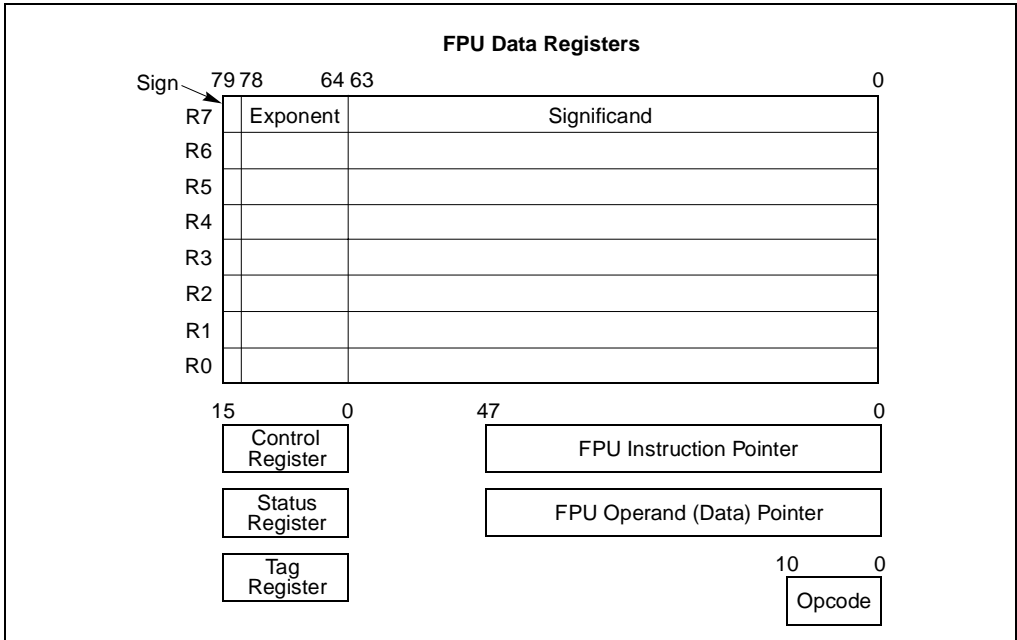 FPU Data Registers
Sign 79 78 64 63 0
R7 Exponent Significand
R6
R5
R4
R3
R2
R1
R0
15 0 47 0
Control
Register
FPU Instruction Pointer
Status
Register
FPU Operand (Data) Pointer
Tag
Register
10 0
Opcode